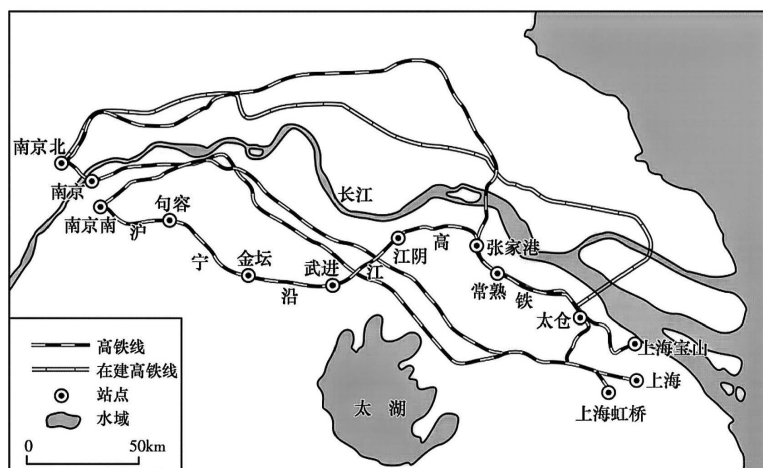 南京北
南京
南京南
句容
金坛
武进
江阴
张家港
常熟
太仓
上海宝山
上海
上海虹桥
沪
宁
沿
江
高
铁
长江
太湖
高铁线
在建高铁线
站点
水域
0
50km